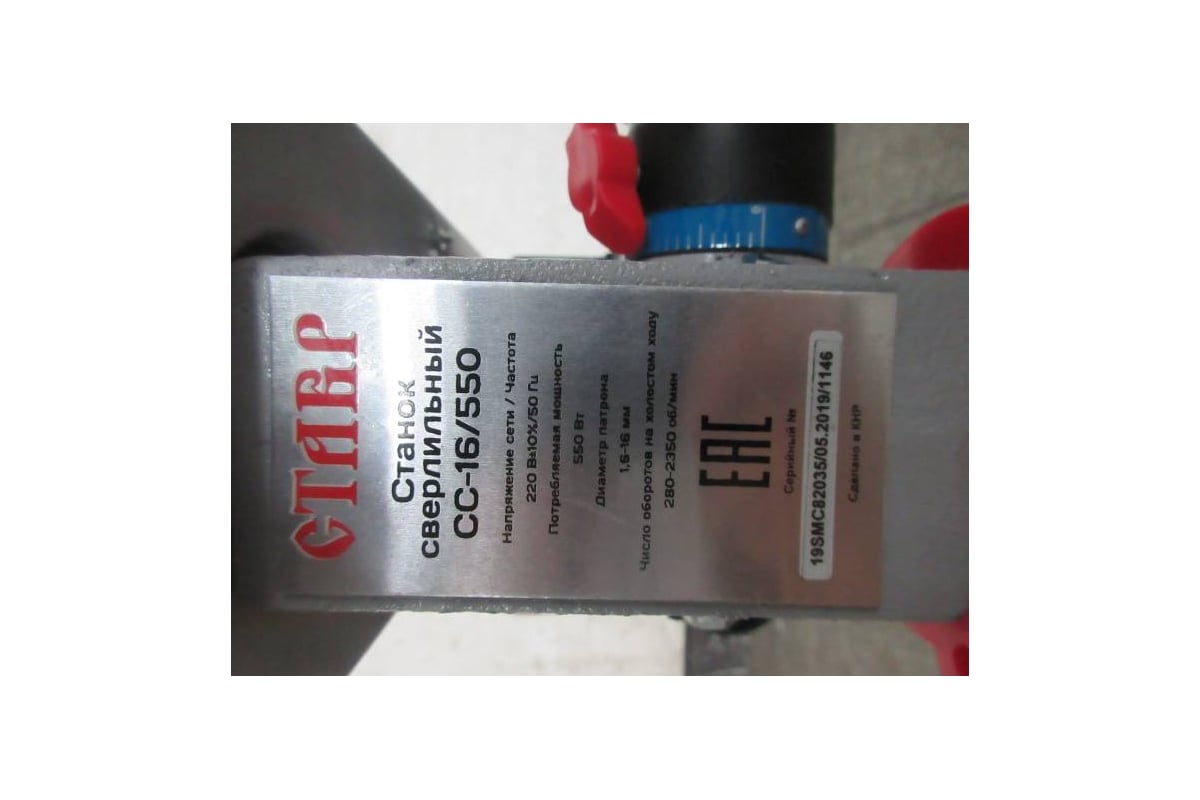 СТАВР
Станок
сверлильный
СС-16/550
Напряжение сети / Частота
220 В±10%/50 Гц
Потребляемая мощность
550 Вт
Диаметр патрона
1,6-16 мм
Число оборотов на холостом ходу
280-2350 об/мин
ЕАС
Серийный №
19SMC82035/05.2019/1146
Сделано в КНР